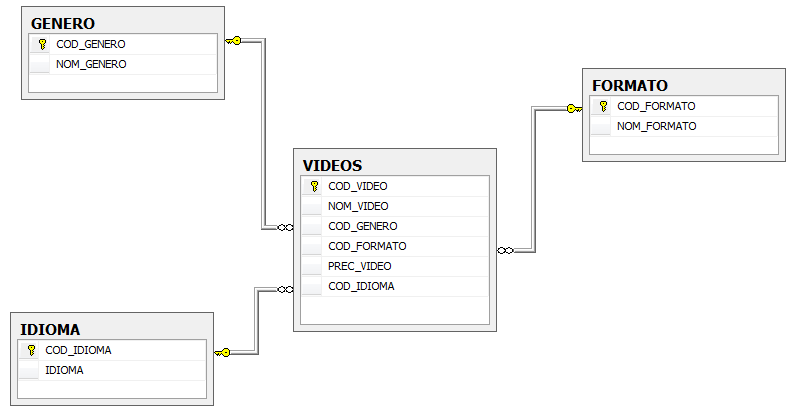 GENERO
COD_GENERO
NOM_GENERO
FORMATO
COD_FORMATO
NOM_FORMATO
VIDEOS
COD_VIDEO
NOM_VIDEO
COD_GENERO
COD_FORMATO
PREC_VIDEO
COD_IDIOMA
IDIOMA
COD_IDIOMA
IDIOMA